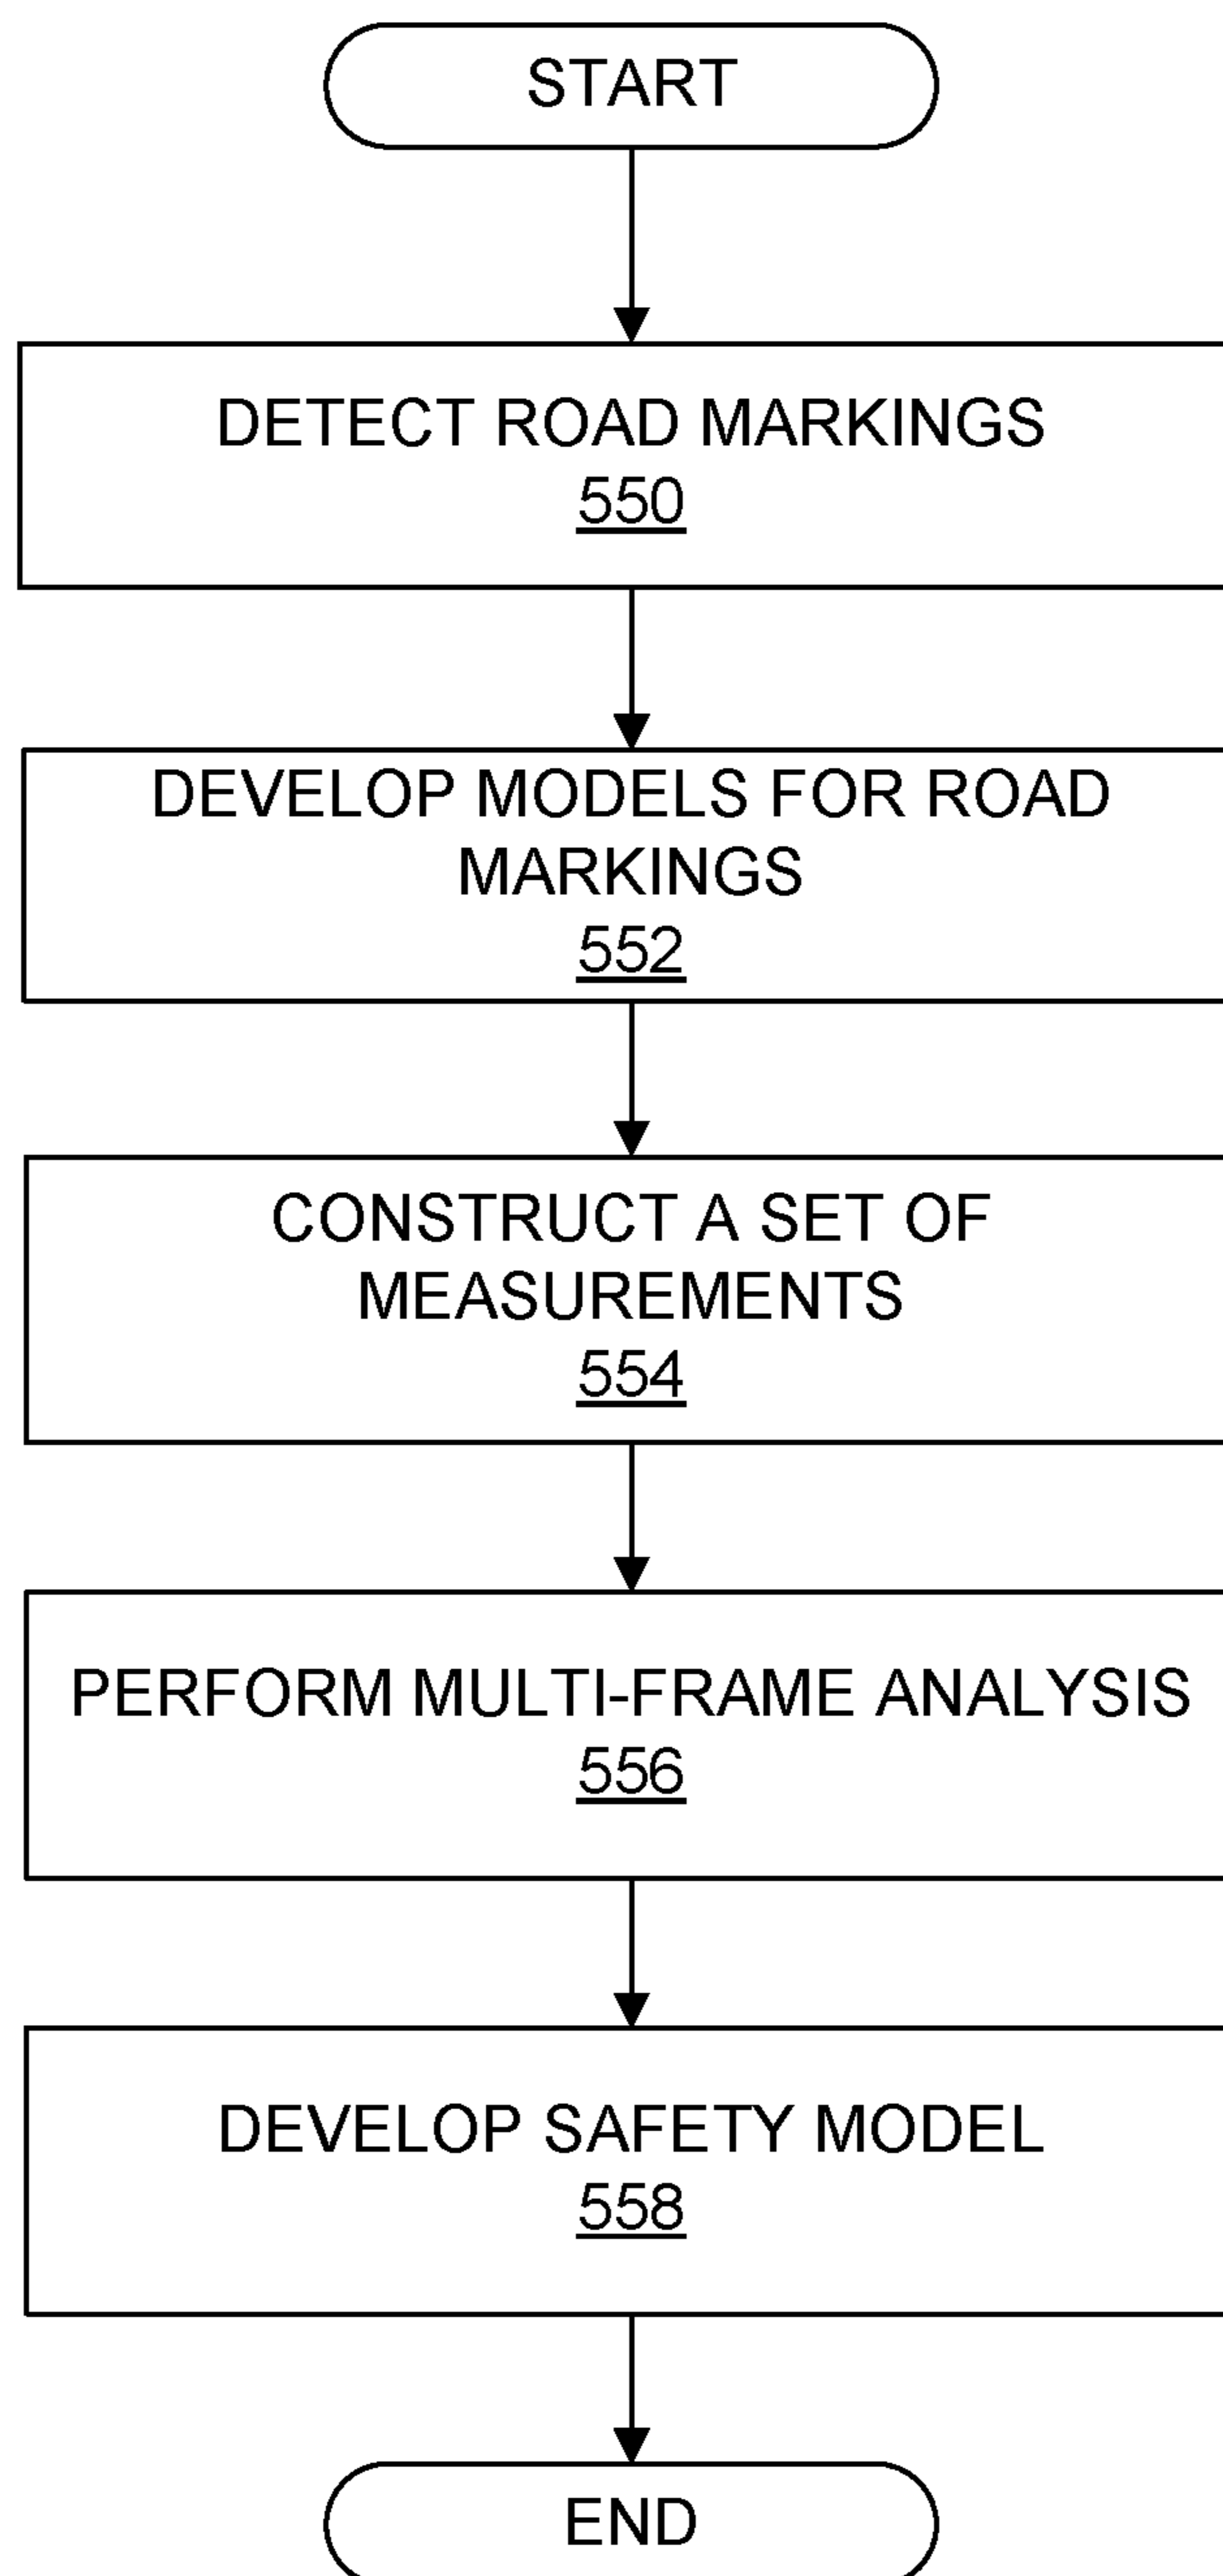 START
DETECT ROAD MARKINGS
550
DEVELOP MODELS FOR ROAD
MARKINGS
552
CONSTRUCT A SET OF
MEASUREMENTS
554
PERFORM MULTI-FRAME ANALYSIS
556
DEVELOP SAFETY MODEL
558
END